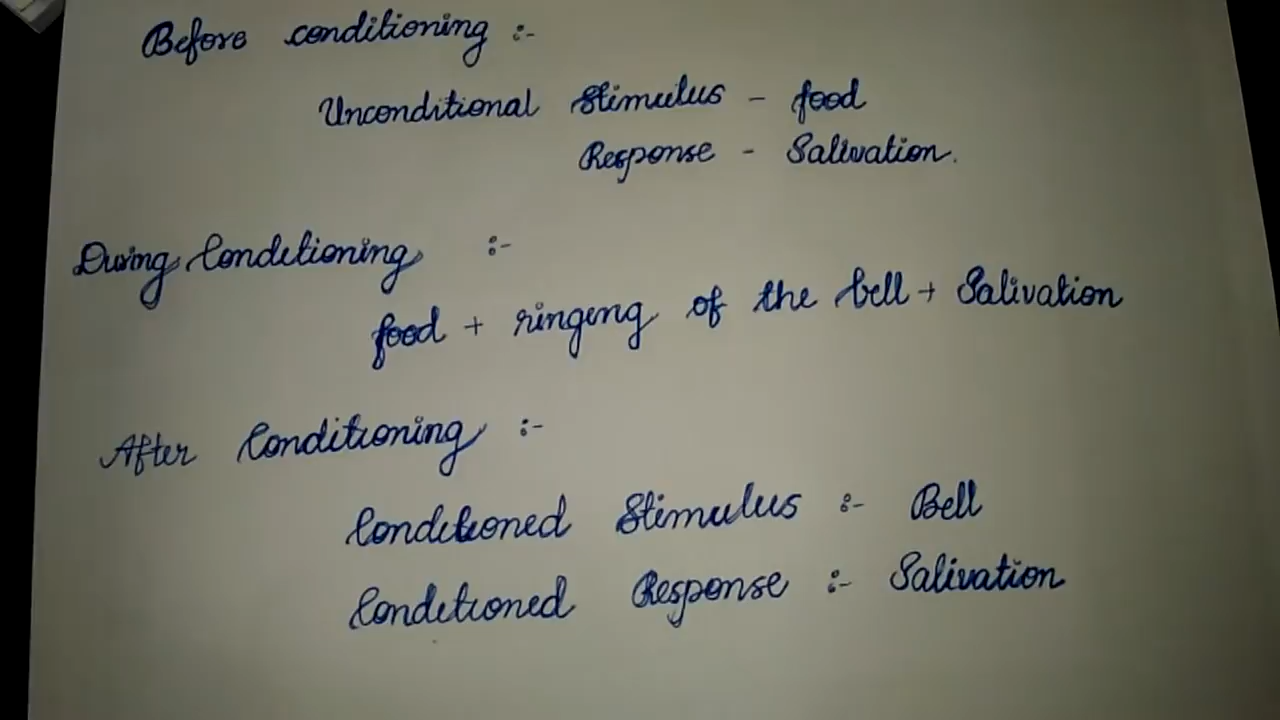 Before conditioning :-
Unconditional Stimulus - food
Response - Salivation.
During Conditioning :-
food + ringeng of the bell + Salivation
After Conditioning :-
Conditioned Stimulus :- Bell
Conditioned Response :- Salivation